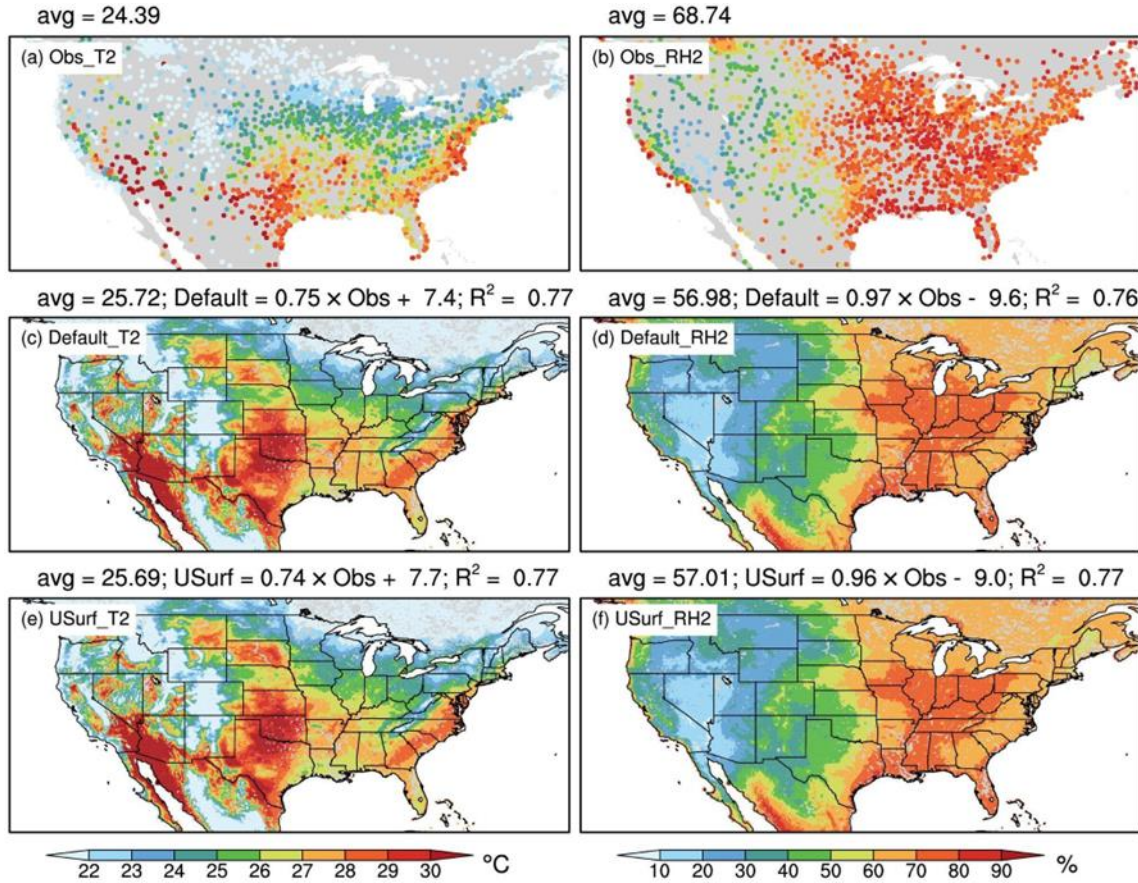 avg = 24.39
avg = 68.74
(a) Obs_T2
(b) Obs_RH2
avg = 25.72; Default = 0.75 × Obs + 7.4; R² = 0.77
avg = 56.98; Default = 0.97 × Obs - 9.6; R² = 0.76
(c) Default_T2
(d) Default_RH2
avg = 25.69; USurf = 0.74 × Obs + 7.7; R² = 0.77
avg = 57.01; USurf = 0.96 × Obs - 9.0; R² = 0.77
(e) USurf_T2
(f) USurf_RH2
22 23 24 25 26 27 28 29 30 °C
10 20 30 40 50 60 70 80 90 %